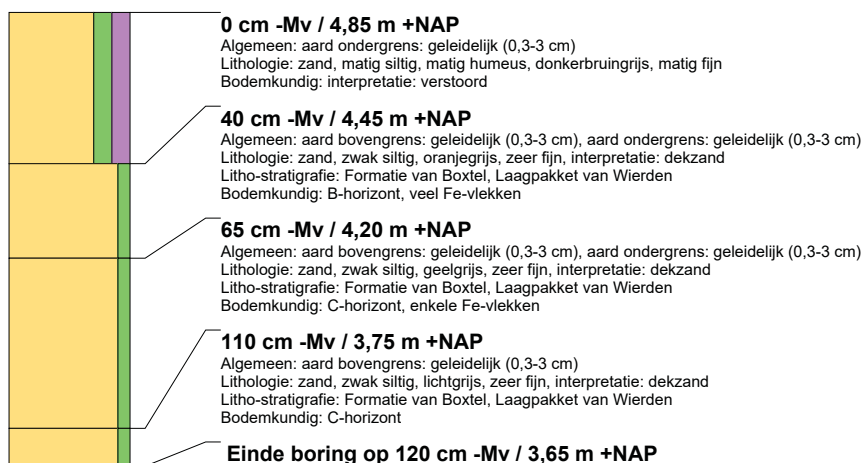 0 cm -Mv / 4,85 m +NAP
Algemeen: aard ondergrens: geleidelijk (0,3-3 cm)
Lithologie: zand, matig siltig, matig humeus, donkerbruingrijs, matig fijn
Bodemkundig: interpretatie: verstoord
40 cm -Mv / 4,45 m +NAP
Algemeen: aard bovengrens: geleidelijk (0,3-3 cm), aard ondergrens: geleidelijk (0,3-3 cm)
Lithologie: zand, zwak siltig, oranjegrijs, zeer fijn, interpretatie: dekzand
Litho-stratigrafie: Formatie van Boxtel, Laagpakket van Wierden
Bodemkundig: B-horizont, veel Fe-vlekken
65 cm -Mv / 4,20 m +NAP
Algemeen: aard bovengrens: geleidelijk (0,3-3 cm), aard ondergrens: geleidelijk (0,3-3 cm)
Lithologie: zand, zwak siltig, geelgrijs, zeer fijn, interpretatie: dekzand
Litho-stratigrafie: Formatie van Boxtel, Laagpakket van Wierden
Bodemkundig: C-horizont, enkele Fe-vlekken
110 cm -Mv / 3,75 m +NAP
Algemeen: aard bovengrens: geleidelijk (0,3-3 cm)
Lithologie: zand, zwak siltig, lichtgrijs, zeer fijn, interpretatie: dekzand
Litho-stratigrafie: Formatie van Boxtel, Laagpakket van Wierden
Bodemkundig: C-horizont
Einde boring op 120 cm -Mv / 3,65 m +NAP